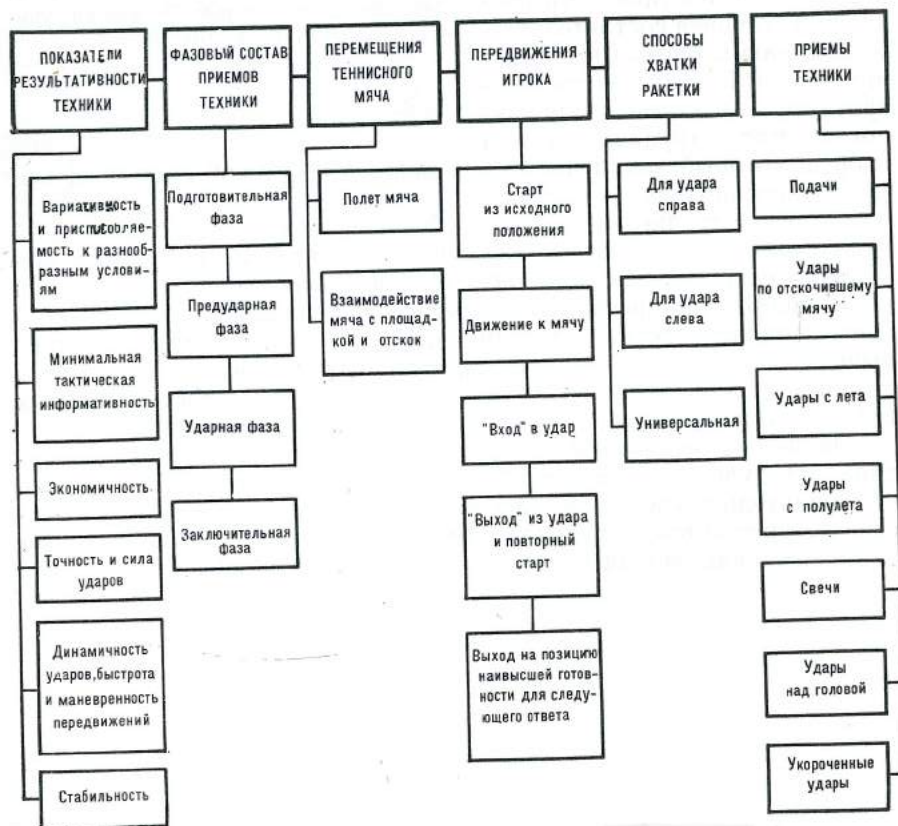 ПОКАЗАТЕЛИ
РЕЗУЛЬТАТИВНОСТИ
ТЕХНИКИ
Вариативность
и приспособляе-
мость к разнооб-
разным услови-
ям
Минимальная
тактическая
информативность
Экономичность
Точность и сила
ударов
Динамичность
ударов, быстрота
и маневренность
передвижений
Стабильность
ФАЗОВЫЙ СОСТАВ
ПРИЕМОВ
ТЕХНИКИ
Подготовительная
фаза
Предударная
фаза
Ударная фаза
Заключительная
фаза
ПЕРЕМЕЩЕНИЯ
ТЕННИСНОГО
МЯЧА
Полет мяча
Взаимодействие
мяча с площад-
кой и отскок
ПЕРЕДВИЖЕНИЯ
ИГРОКА
Старт
из исходного
положения
Движение к мячу
"Вход" в удар
"Выход" из удара
и повторный
старт
Выход на позицию
наивысшей готов-
ности для следу-
ющего ответа
СПОСОБЫ
ХВАТКИ
РАКЕТКИ
Для удара
справа
Для удара
слева
Универсальная
ПРИЕМЫ
ТЕХНИКИ
Подачи
Удары
по отскочившему
мячу
Удары с лета
Удары
с полулета
Свечи
Удары
над головой
Укороченные
удары